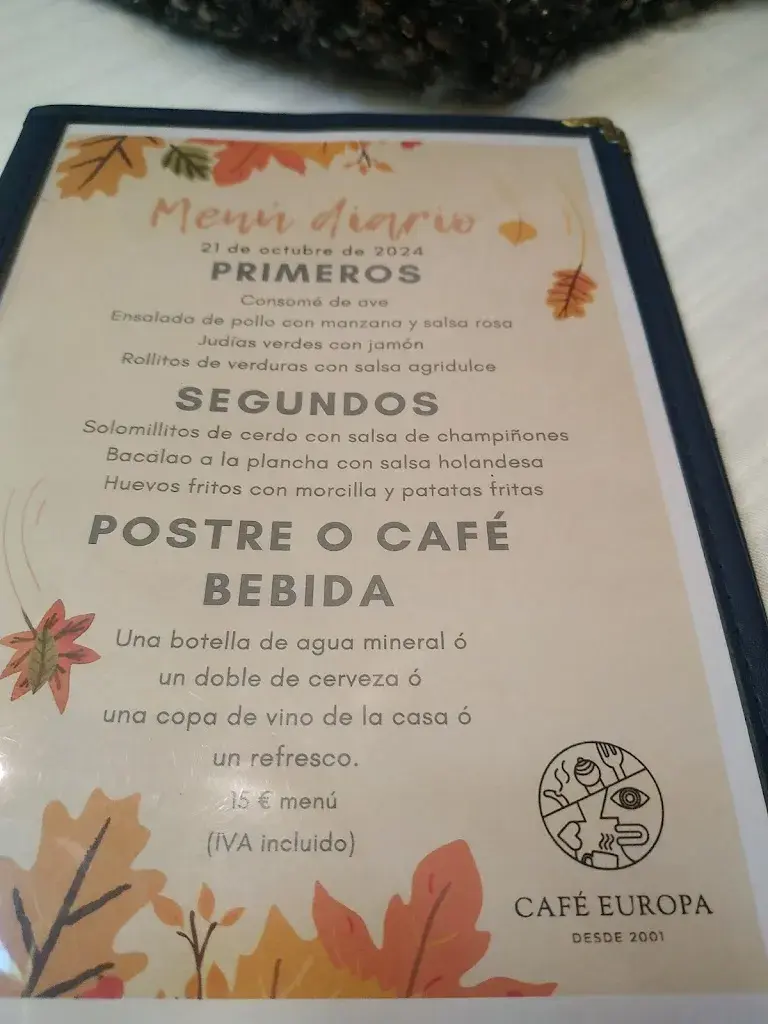 Menú diario
21 de octubre de 2024
PRIMEROS
Consomé de ave
Ensalada de pollo con manzana y salsa rosa
Judías verdes con jamón
Rollitos de verduras con salsa agridulce
SEGUNDOS
Solomillitos de cerdo con salsa de champiñones
Bacalao a la plancha con salsa holandesa
Huevos fritos con morcilla y patatas fritas
POSTRE O CAFÉ
BEBIDA
Una botella de agua mineral ó
un doble de cerveza ó
una copa de vino de la casa ó
un refresco.
15 € menú
(IVA incluido)
CAFÉ EUROPA
DESDE 2001